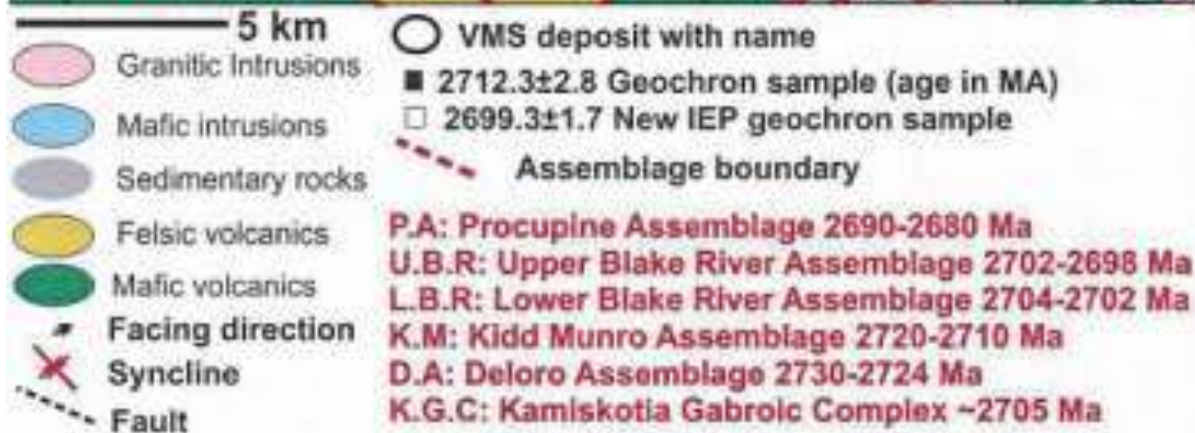 5 km
Granitic Intrusions
Mafic intrusions
Sedimentary rocks
Felsic volcanics
Mafic volcanics
Facing direction
Syncline
Fault
VMS deposit with name
2712.3±2.8 Geochron sample (age in MA)
2699.3±1.7 New IEP geochron sample
Assemblage boundary
P.A: Procupine Assemblage 2690-2680 Ma
U.B.R: Upper Blake River Assemblage 2702-2698 Ma
L.B.R: Lower Blake River Assemblage 2704-2702 Ma
K.M: Kidd Munro Assemblage 2720-2710 Ma
D.A: Deloro Assemblage 2730-2724 Ma
K.G.C: Kamiskotia Gabroic Complex ~2705 Ma